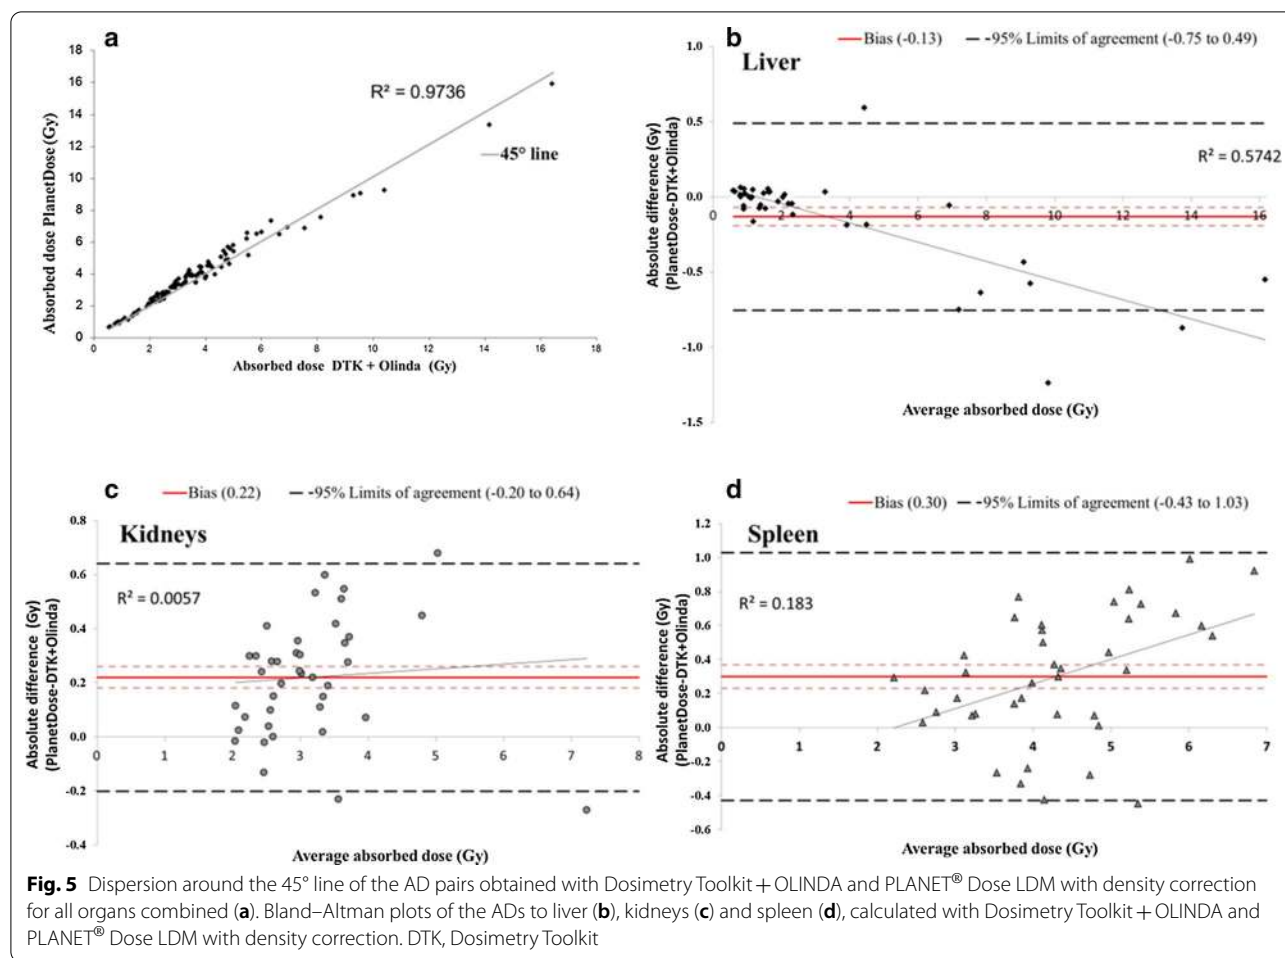 a
Absorbed dose PlanetDose (Gy)
18
16
14
12
10
8
6
4
2
0
R² = 0.9736
45° line
0 2 4 6 8 10 12 14 16 18
Absorbed dose DTK + Olinda (Gy)
b
Bias (-0.13) -95% Limits of agreement (-0.75 to 0.49)
Liver
Absolute difference (Gy)
(PlanetDose-DTK+Olinda)
1.0
0.5
0.0
-0.5
-1.0
-1.5
R² = 0.5742
0 2 4 6 8 10 12 14 16
Average absorbed dose (Gy)
c
Bias (0.22) -95% Limits of agreement (-0.20 to 0.64)
Kidneys
Absolute difference (Gy)
(PlanetDose-DTK+Olinda)
0.8
0.6
0.4
0.2
0.0
-0.2
-0.4
R² = 0.0057
0 1 2 3 4 5 6 7 8
Average absorbed dose (Gy)
d
Bias (0.30) -95% Limits of agreement (-0.43 to 1.03)
Spleen
Absolute difference (Gy)
(PlanetDose-DTK+Olinda)
1.2
1.0
0.8
0.6
0.4
0.2
0.0
-0.2
-0.4
-0.6
R² = 0.183
0 1 2 3 4 5 6 7
Average absorbed dose (Gy)
Fig. 5 Dispersion around the 45° line of the AD pairs obtained with Dosimetry Toolkit + OLINDA and PLANET® Dose LDM with density correction
for all organs combined (a). Bland–Altman plots of the ADs to liver (b), kidneys (c) and spleen (d), calculated with Dosimetry Toolkit + OLINDA and
PLANET® Dose LDM with density correction. DTK, Dosimetry Toolkit